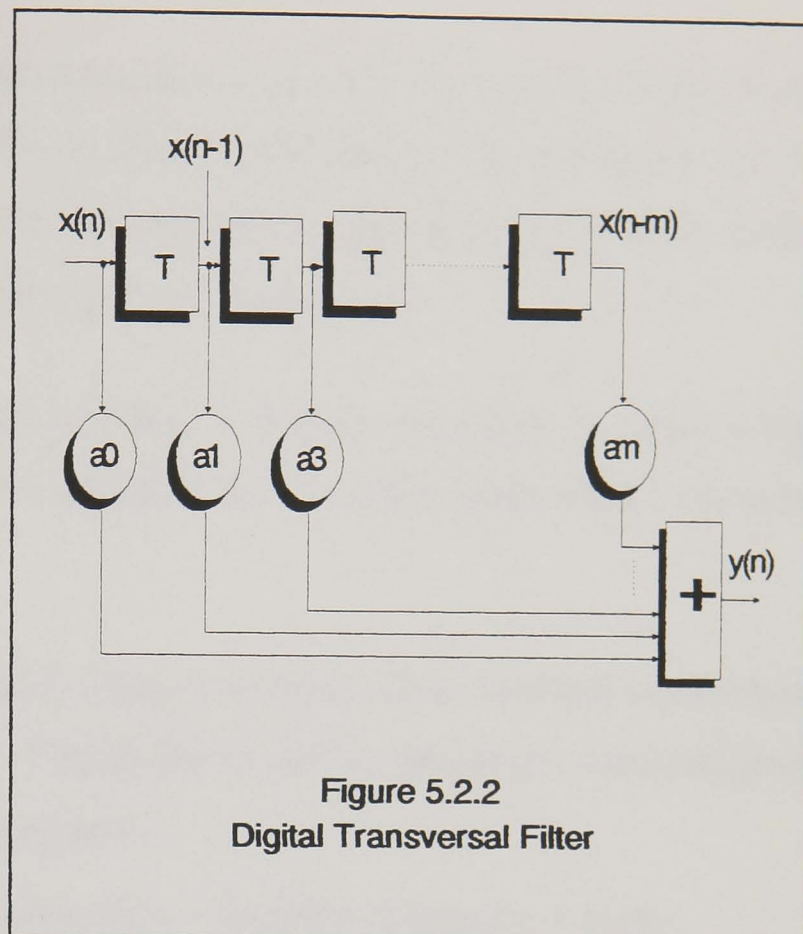 x(n-1)
x(n) T T T T x(n-m)
a0 a1 a3 am
+ y(n)
Figure 5.2.2
Digital Transversal Filter